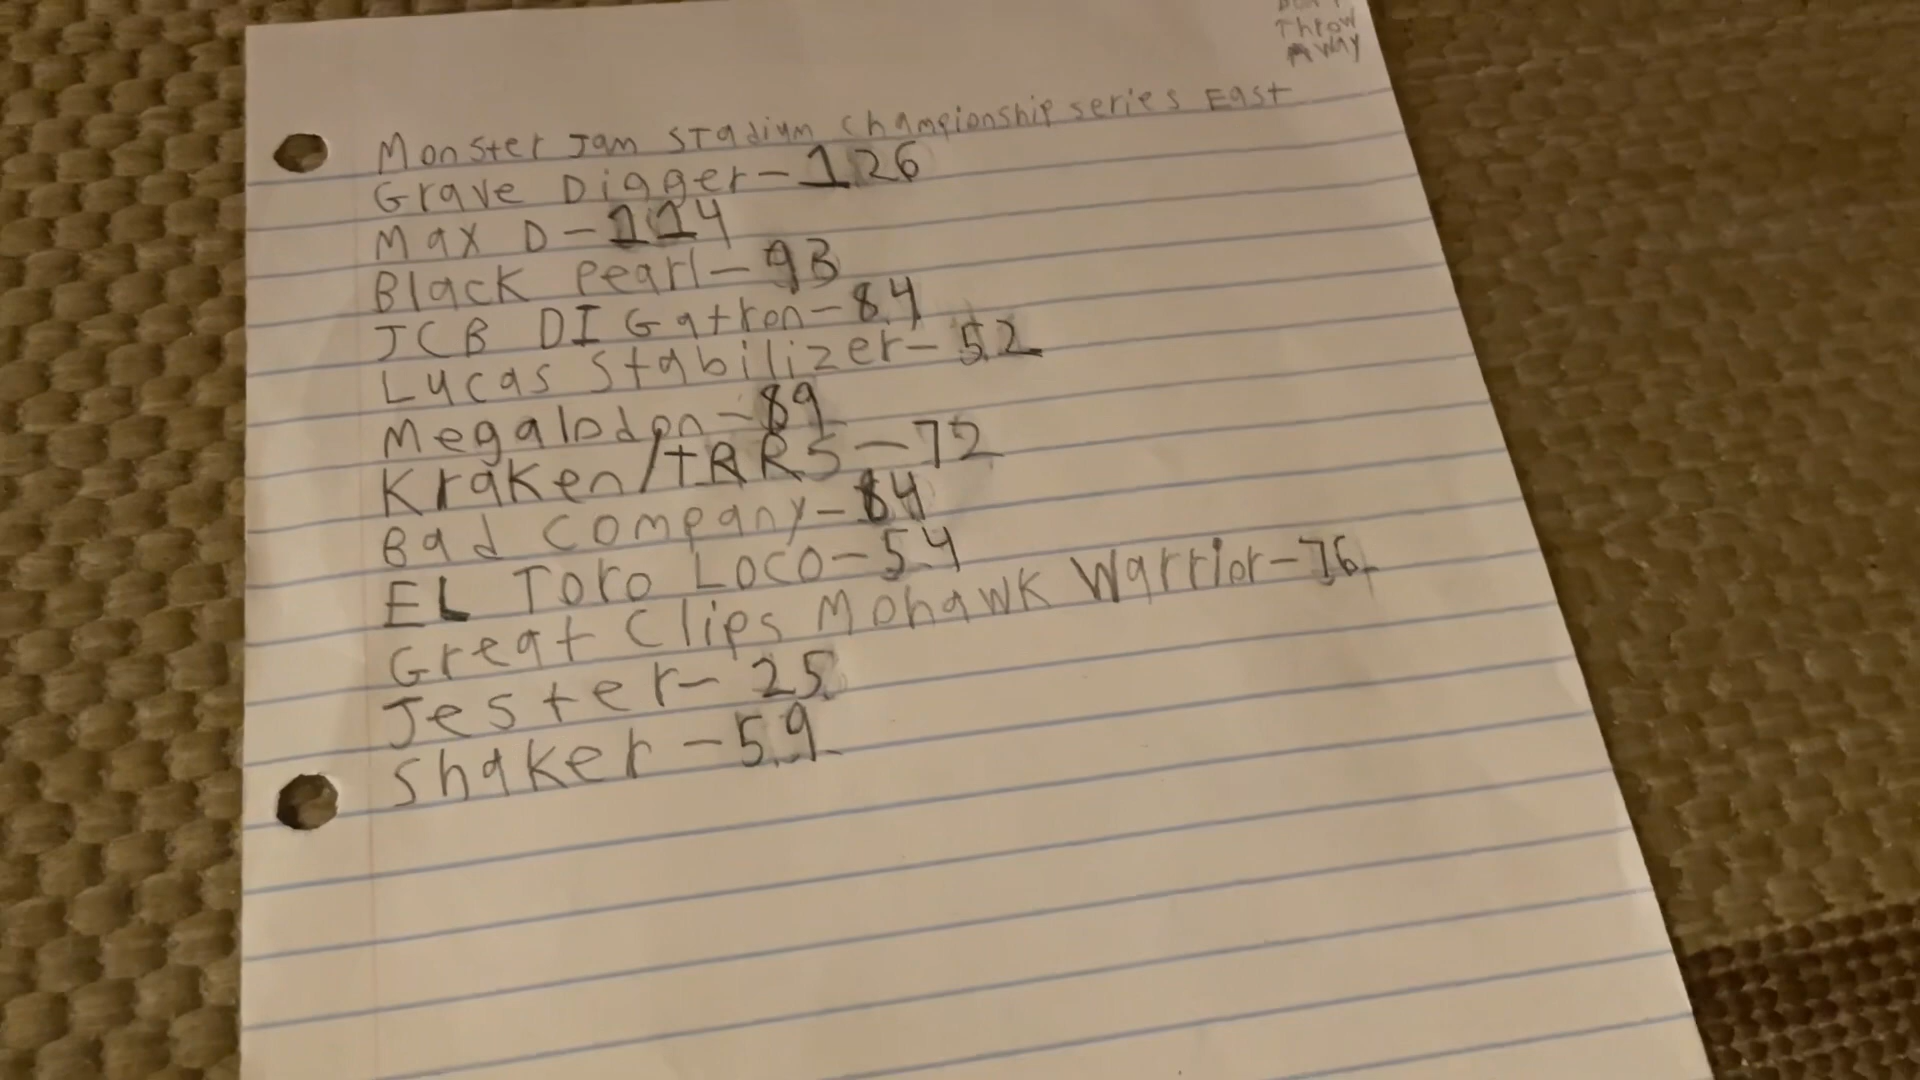 Throw
Away
Monster Jam Stadium Championship series East
Grave Digger-126
Max D-114
Black Pearl-93
JCB DIGatron-84
Lucas Stabilizer-52
Megalodon-89
Kraken/TRRS-72
Bad Company-84
EL Toro Loco-54
Great Clips Mohawk Warrior-76
Jester-25
Shaker-59